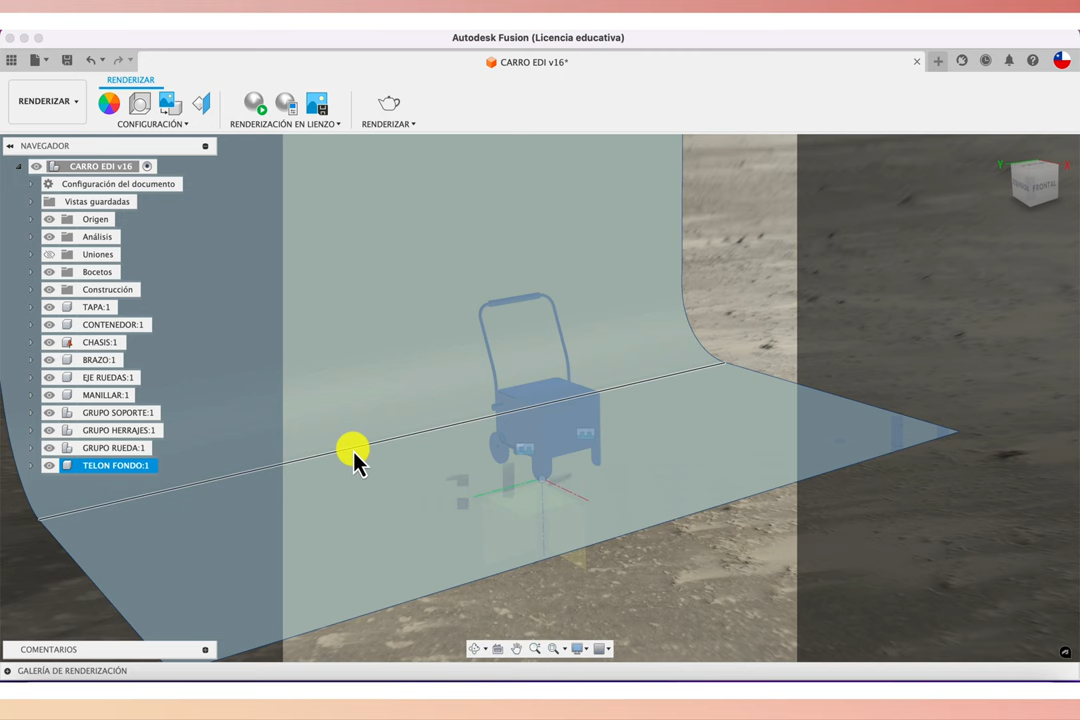 Autodesk Fusion (Licencia educativa)
CARRO EDI v16*
RENDERIZAR
RENDERIZAR
CONFIGURACIÓN
RENDERIZACIÓN EN LIENZO
RENDERIZAR
NAVEGADOR
CARRO EDI v16
Configuración del documento
Vistas guardadas
Origen
Análisis
Uniones
Bocetos
Construcción
TAPA:1
CONTENEDOR:1
CHASIS:1
BRAZO:1
EJE RUEDAS:1
MANILLAR:1
GRUPO SOPORTE:1
GRUPO HERRAJES:1
GRUPO RUEDA:1
TELON FONDO:1
Y
X
FRONTAL
COMENTARIOS
GALERÍA DE RENDERIZACIÓN